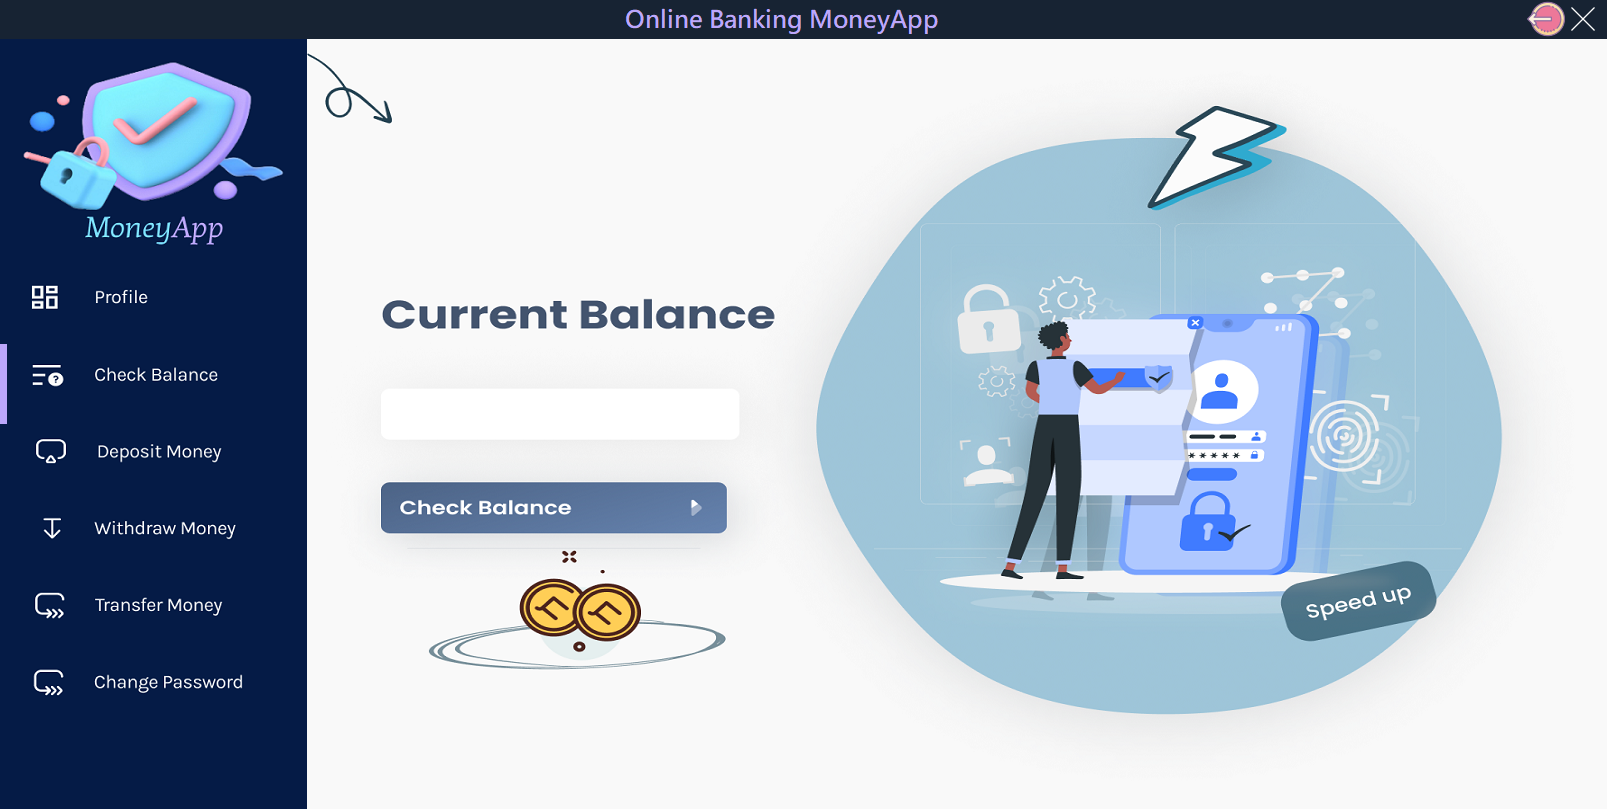 Online Banking MoneyApp
MoneyApp
Profile
Check Balance
Deposit Money
Withdraw Money
Transfer Money
Change Password
Current Balance
Check Balance
* * * * *
Speed up